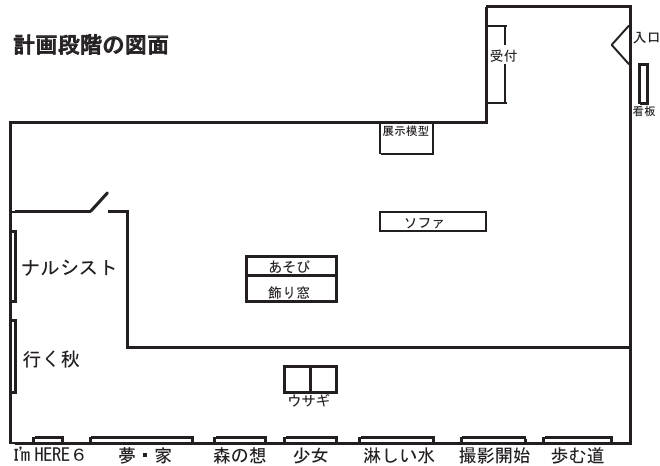 計画段階の図面
入口
受付
看板
展示模型
ソファ
ナルシスト
あそび
飾り窓
行く秋
ウサギ
I'm HERE 6
夢・家
森の想
少女
淋しい水
撮影開始
歩む道